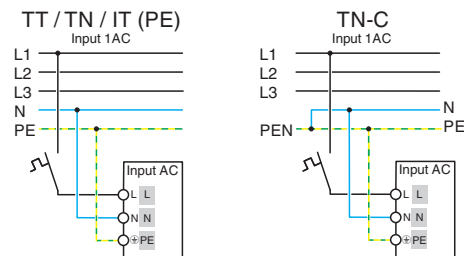 TT / TN / IT (PE)
Input 1AC
L1
L2
L3
N
PE
Input AC
L L
N N
PE
TN-C
Input 1AC
L1
L2
L3
N
PEN
PE
Input AC
L L
N N
PE